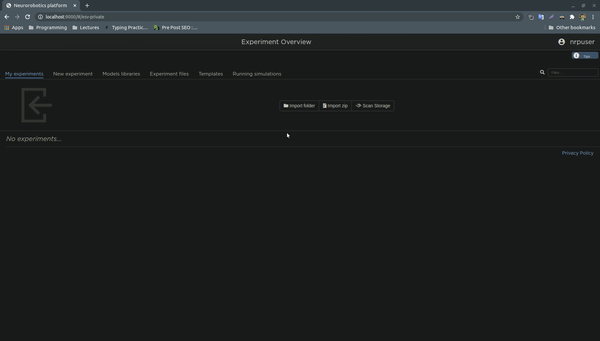 Neurorobotics platform
localhost:9000/#/esv-private
Apps Programming Lectures Typing Practic... Pre Post SEO :... Other bookmarks
Experiment Overview nrpuser
My experiments New experiment Models libraries Experiment files Templates Running simulations
Import folder Import zip Scan Storage
No experiments...
Privacy Policy